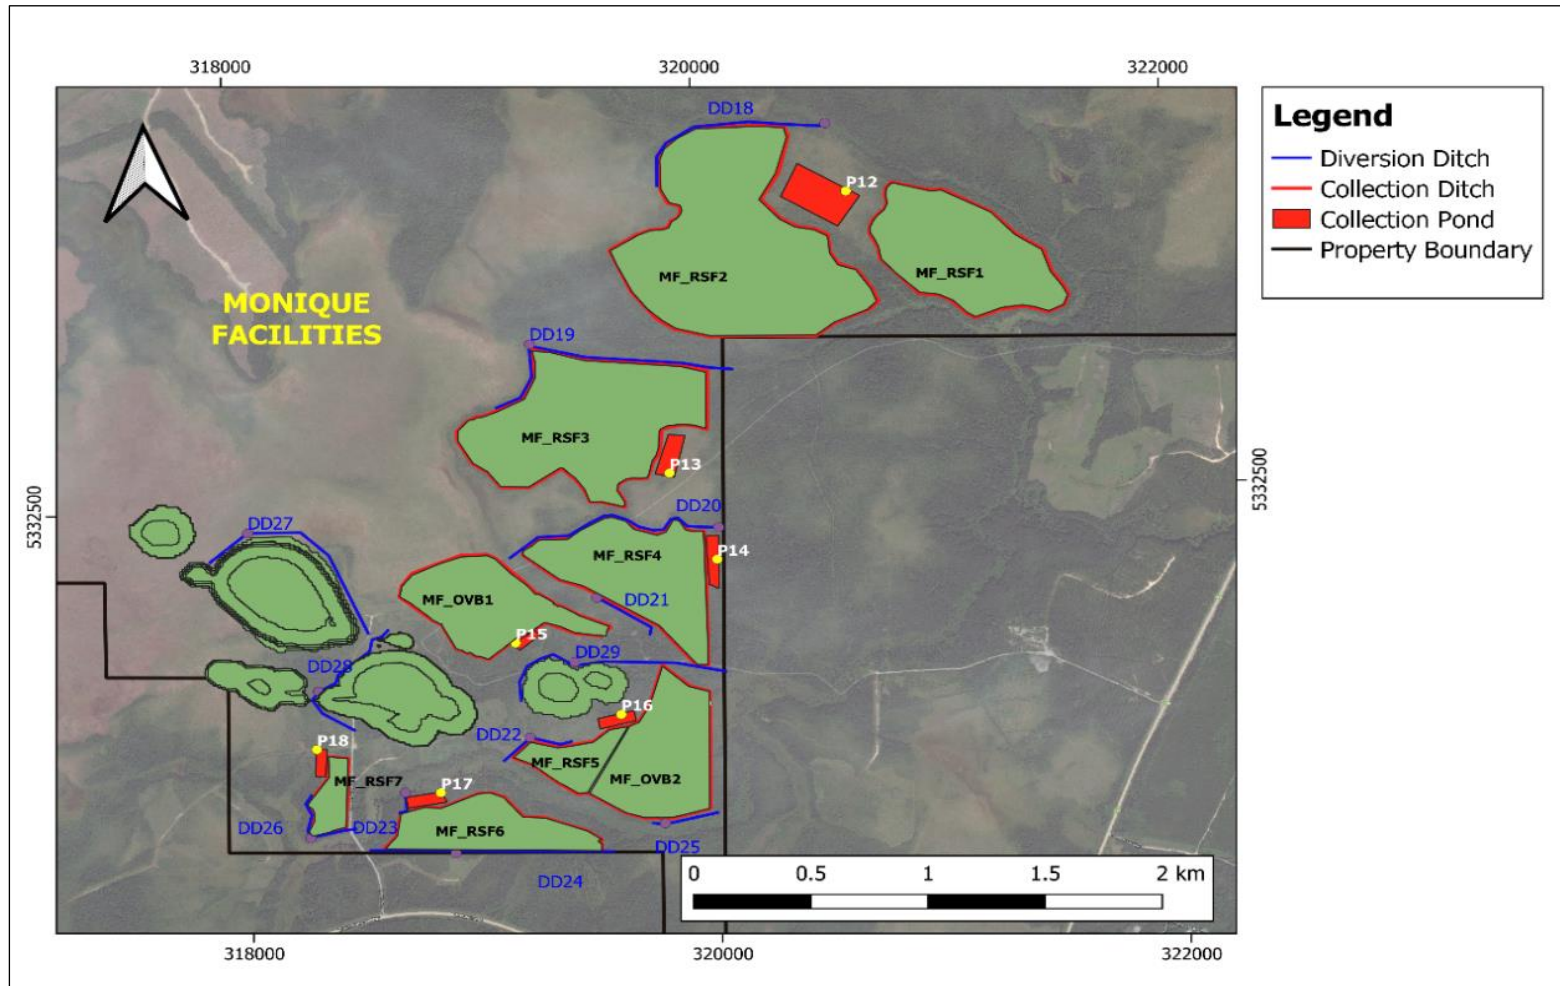 318000
320000
322000
Legend
Diversion Ditch
Collection Ditch
Collection Pond
Property Boundary
DD18
P12
MF_RSF2
MF_RSF1
MONIQUE
FACILITIES
DD19
MF_RSF3
P13
5332500
5332500
DD20
DD27
MF_RSF4
P14
MF_OVB1
DD21
P15
DD29
DD28
P16
P18
DD22
MF_RSF5
MF_RSF7
MF_OVB2
P17
DD26
DD23
MF_RSF6
DD25
DD24
0
0.5
1
1.5
2 km
318000
320000
322000